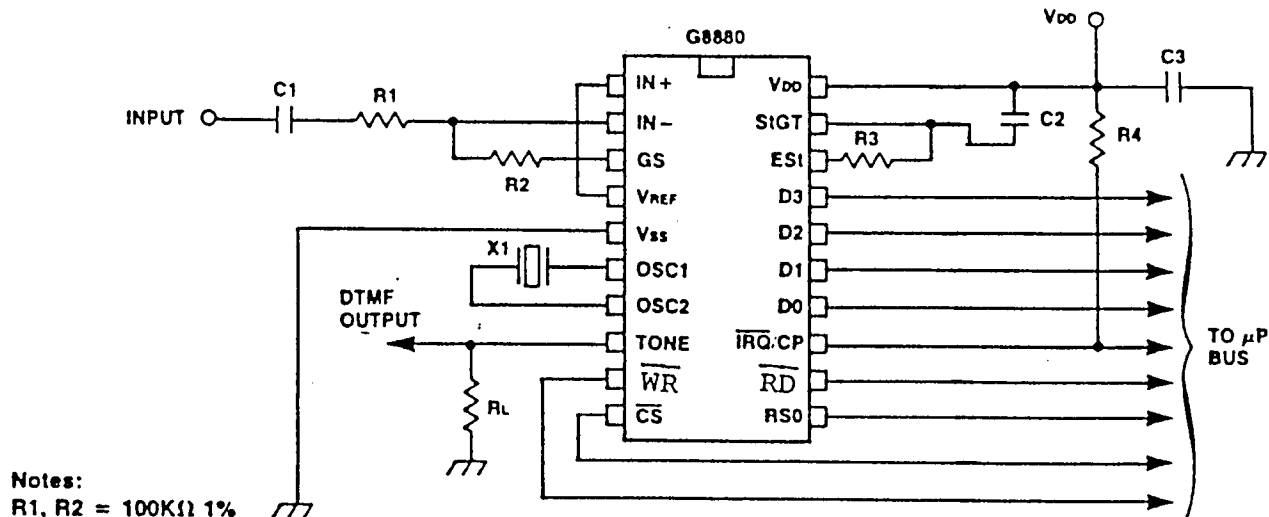 VDD
G8880
C3
C1
R1
INPUT
IN+
VDD
IN-
StGT
R3
C2
R4
GS
ESt
R2
VREF
D3
VSS
D2
X1
OSC1
D1
DTMF
OUTPUT
OSC2
D0
TONE
IRQ/CP
TO μP
BUS
WR
RD
RL
CS
RS0
Notes:
R1, R2 = 100KΩ 1%